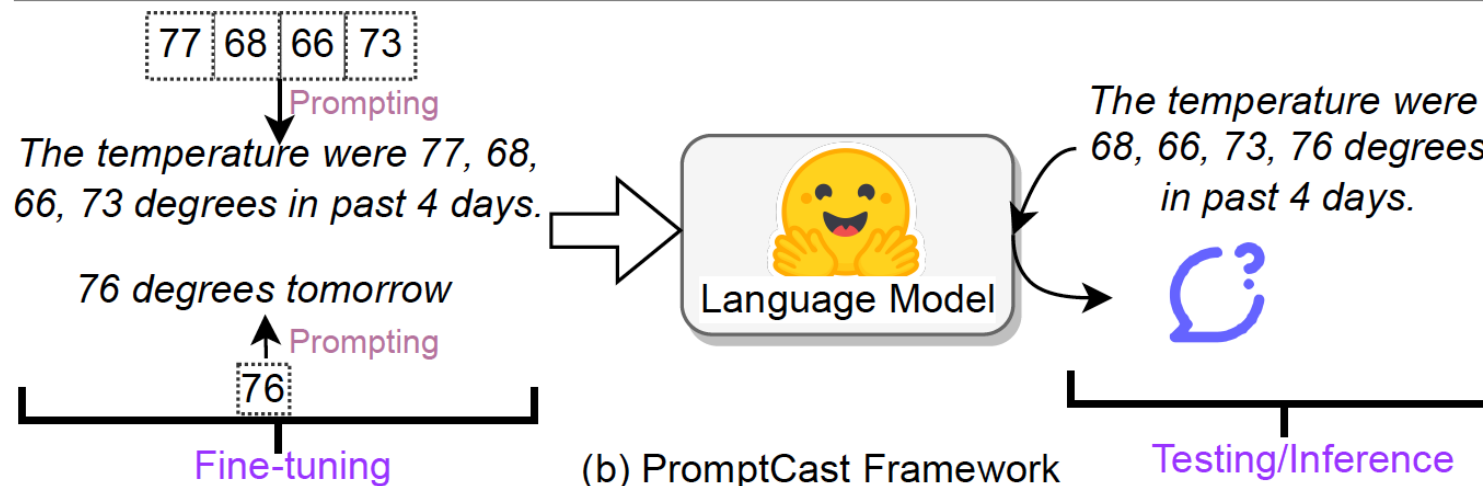 77 68 66 73
Prompting
The temperature were 77, 68,
66, 73 degrees in past 4 days.
76 degrees tomorrow
Prompting
76
Fine-tuning
Language Model
The temperature were
68, 66, 73, 76 degrees
in past 4 days.
?
Testing/Inference
(b) PromptCast Framework